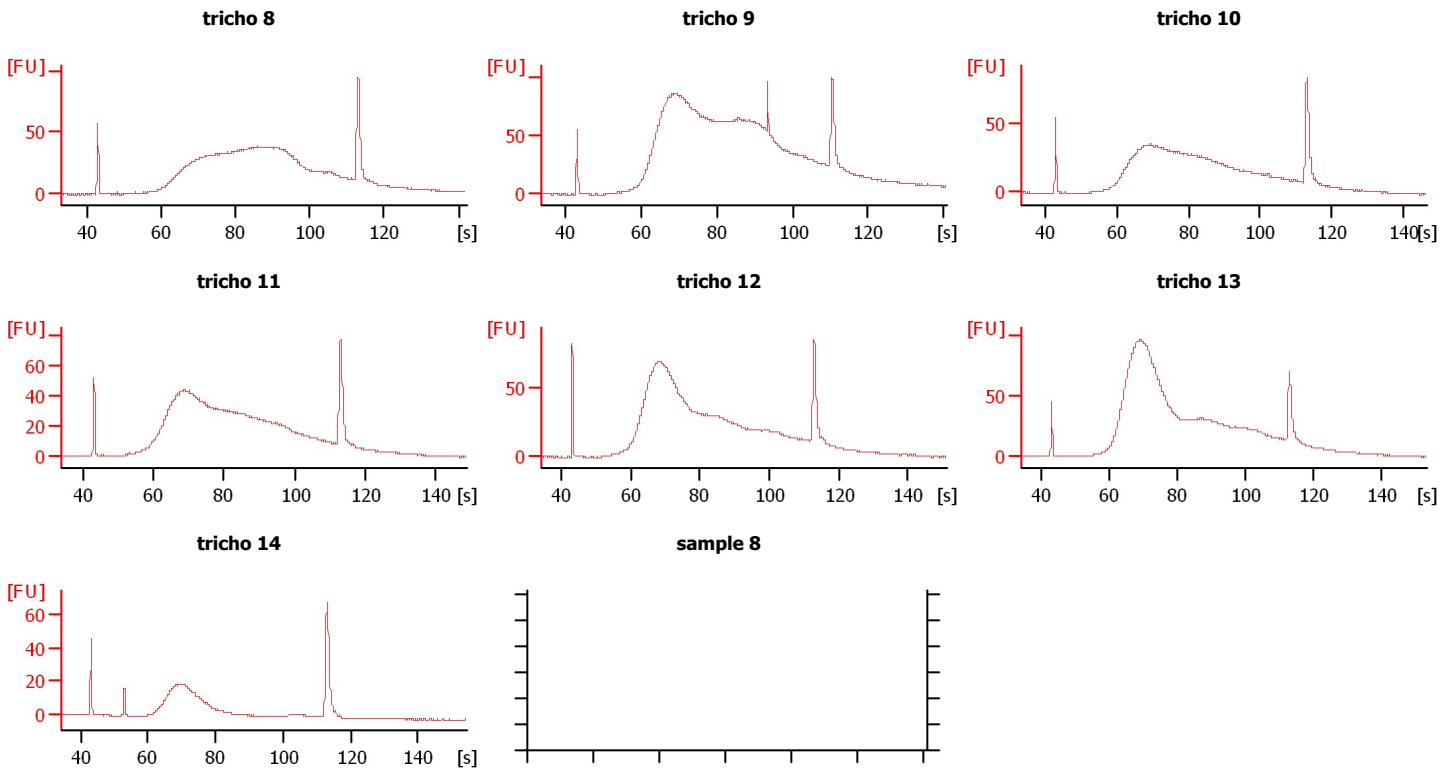 tricho 8
[FU]
50
0
40 60 80 100 120 [s]
tricho 9
[FU]
50
0
40 60 80 100 120 [s]
tricho 10
[FU]
50
0
40 60 80 100 120 140 [s]
tricho 11
[FU]
60
40
20
0
40 60 80 100 120 140 [s]
tricho 12
[FU]
50
0
40 60 80 100 120 140 [s]
tricho 13
[FU]
50
0
40 60 80 100 120 140 [s]
tricho 14
[FU]
60
40
20
0
40 60 80 100 120 140 [s]
sample 8